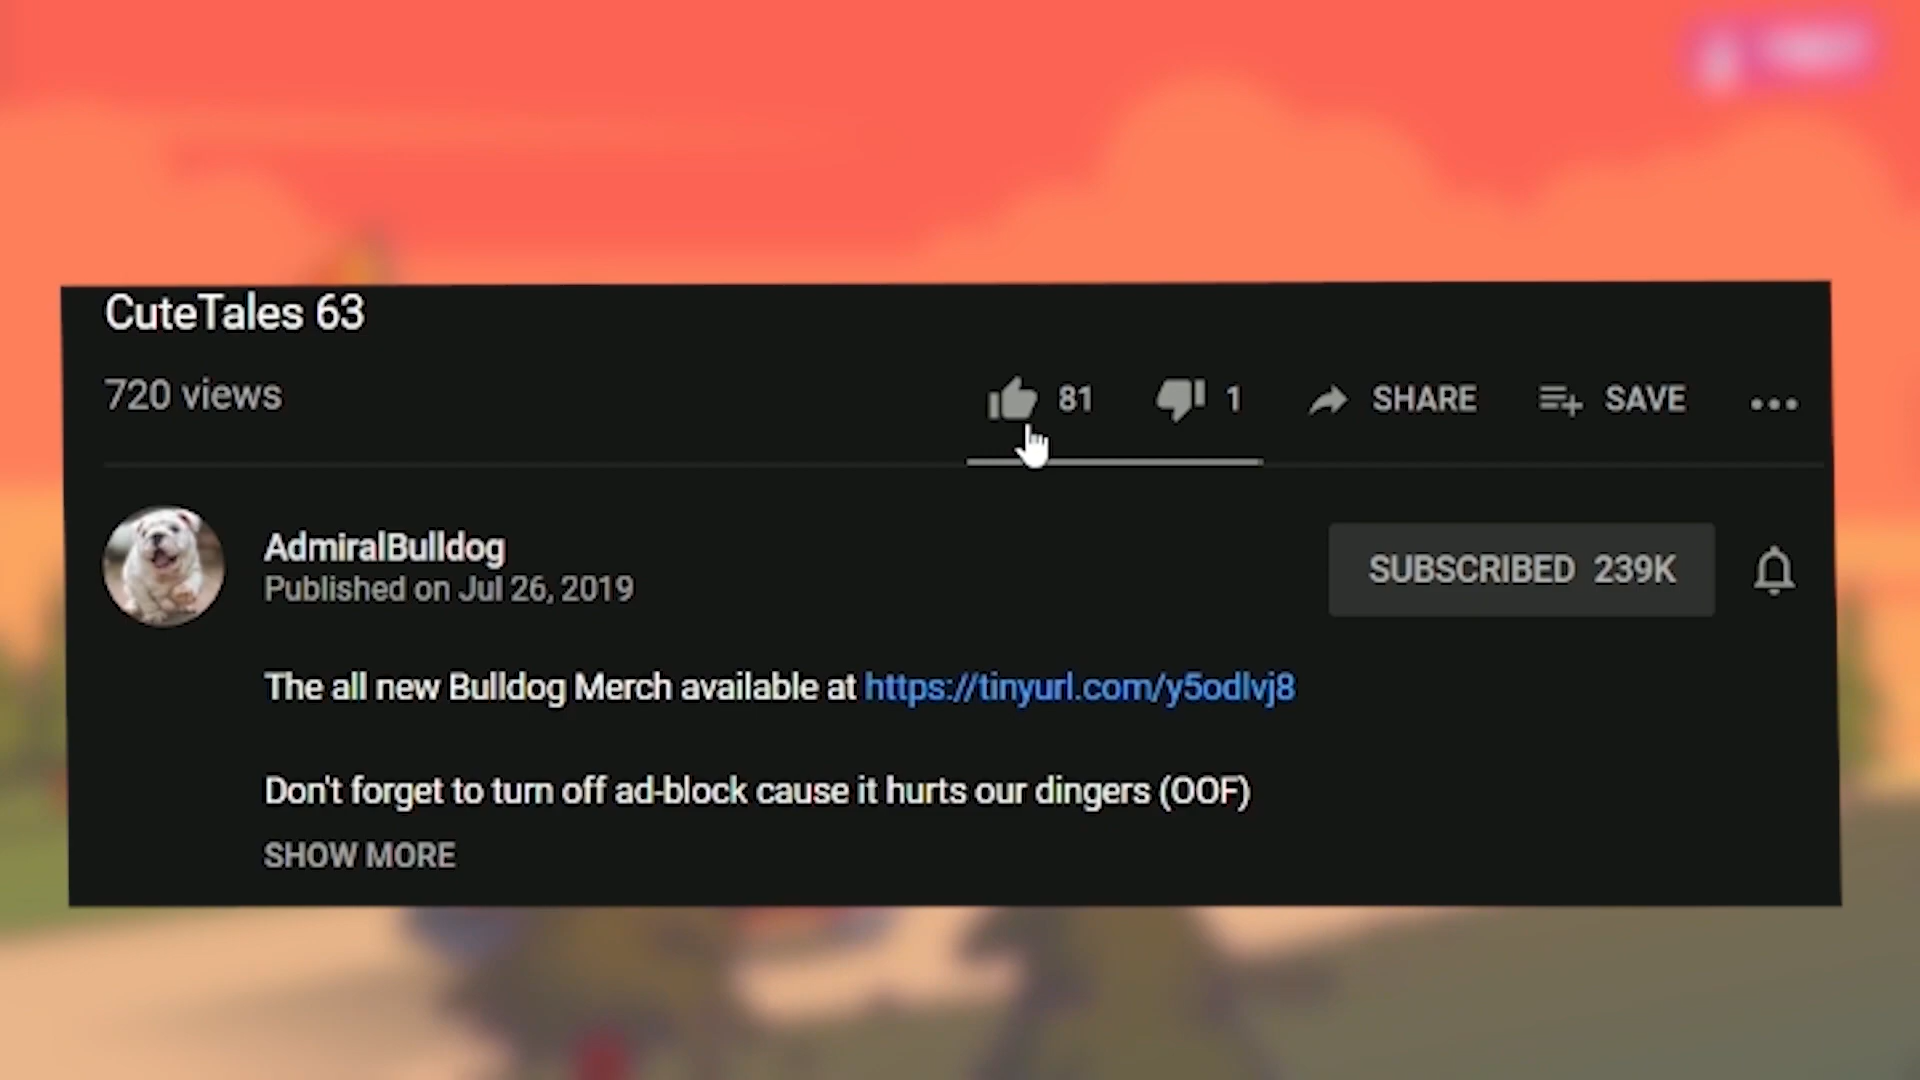 CuteTales 63
720 views
81 1 SHARE SAVE
AdmiralBulldog
Published on Jul 26, 2019
SUBSCRIBED 239K
The all new Bulldog Merch available at https://tinyurl.com/y5odlvj8
Don't forget to turn off ad-block cause it hurts our dingers (OOF)
SHOW MORE